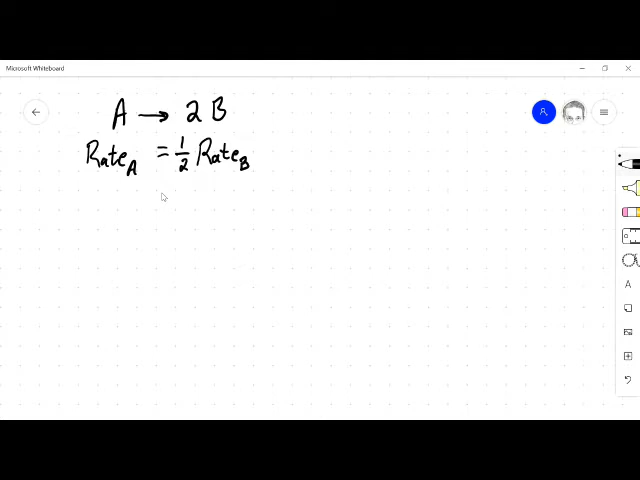 Microsoft Whiteboard
A → 2 B
Rate_A = 1/2 Rate_B
A